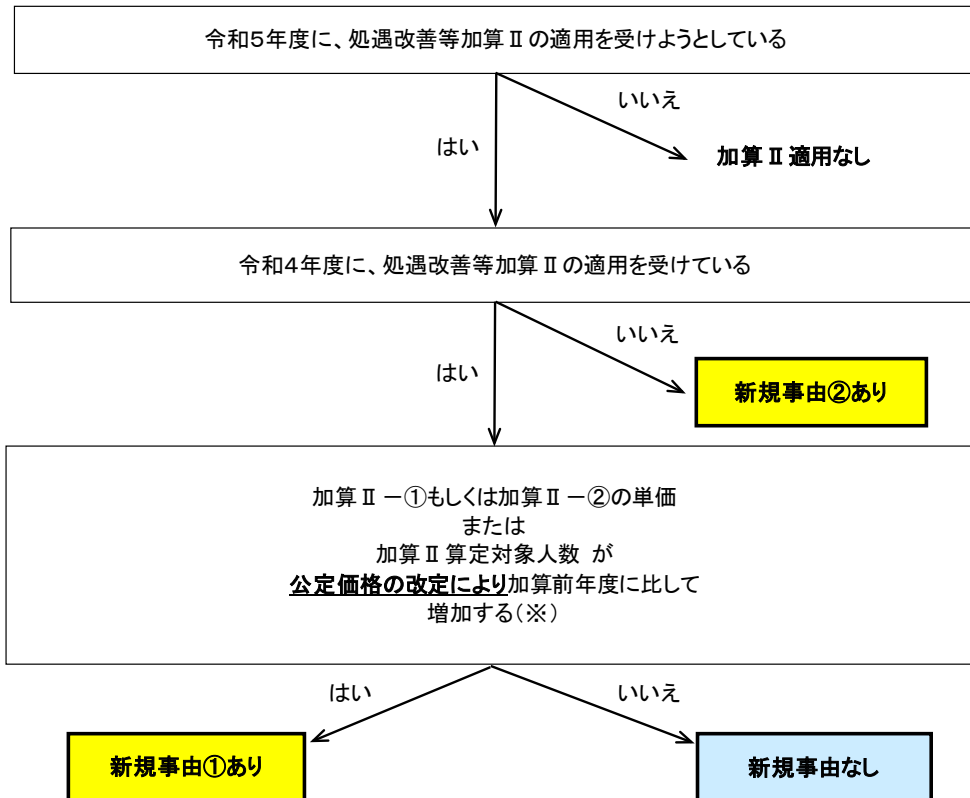 令和5年度に、処遇改善等加算Ⅱの適用を受けようとしている
いいえ
はい
加算Ⅱ適用なし
令和4年度に、処遇改善等加算Ⅱの適用を受けている
いいえ
はい
新規事由②あり
加算Ⅱ－①もしくは加算Ⅱ－②の単価
または
加算Ⅱ算定対象人数 が
公定価格の改定により加算前年度に比して
増加する(※)
はい
いいえ
新規事由①あり
新規事由なし